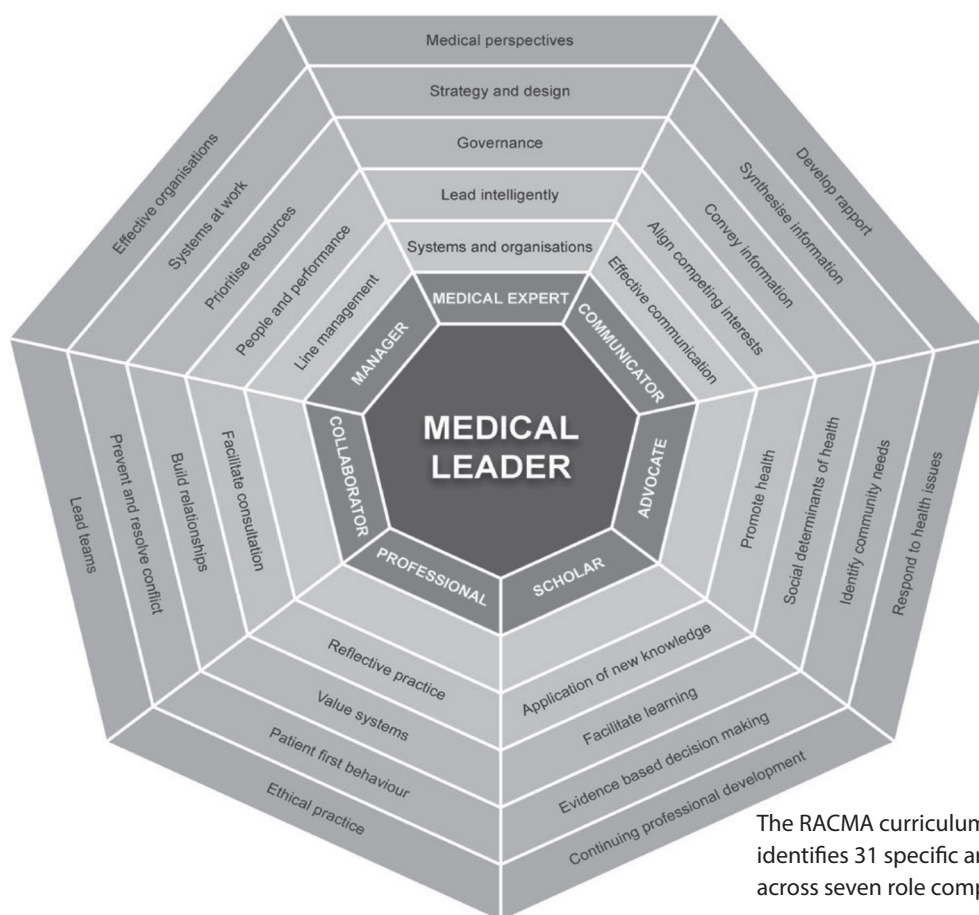 Medical perspectives
Strategy and design
Governance
Lead intelligently
Systems and organisations
MEDICAL EXPERT
Develop rapport
Synthesise information
Convey information
Align competing interests
Effective communication
COMMUNICATOR
Respond to health issues
Identify community needs
Social determinants of health
Promote health
ADVOCATE
Continuing professional development
Evidence based decision making
Facilitate learning
Application of new knowledge
SCHOLAR
Ethical practice
Patient first behaviour
Value systems
Reflective practice
PROFESSIONAL
Lead teams
Prevent and resolve conflict
Build relationships
Facilitate consultation
COLLABORATOR
Effective organisations
Systems at work
Prioritise resources
People and performance
Line management
MANAGER
MEDICAL
LEADER
The RACMA curriculum
identifies 31 specific
across seven role